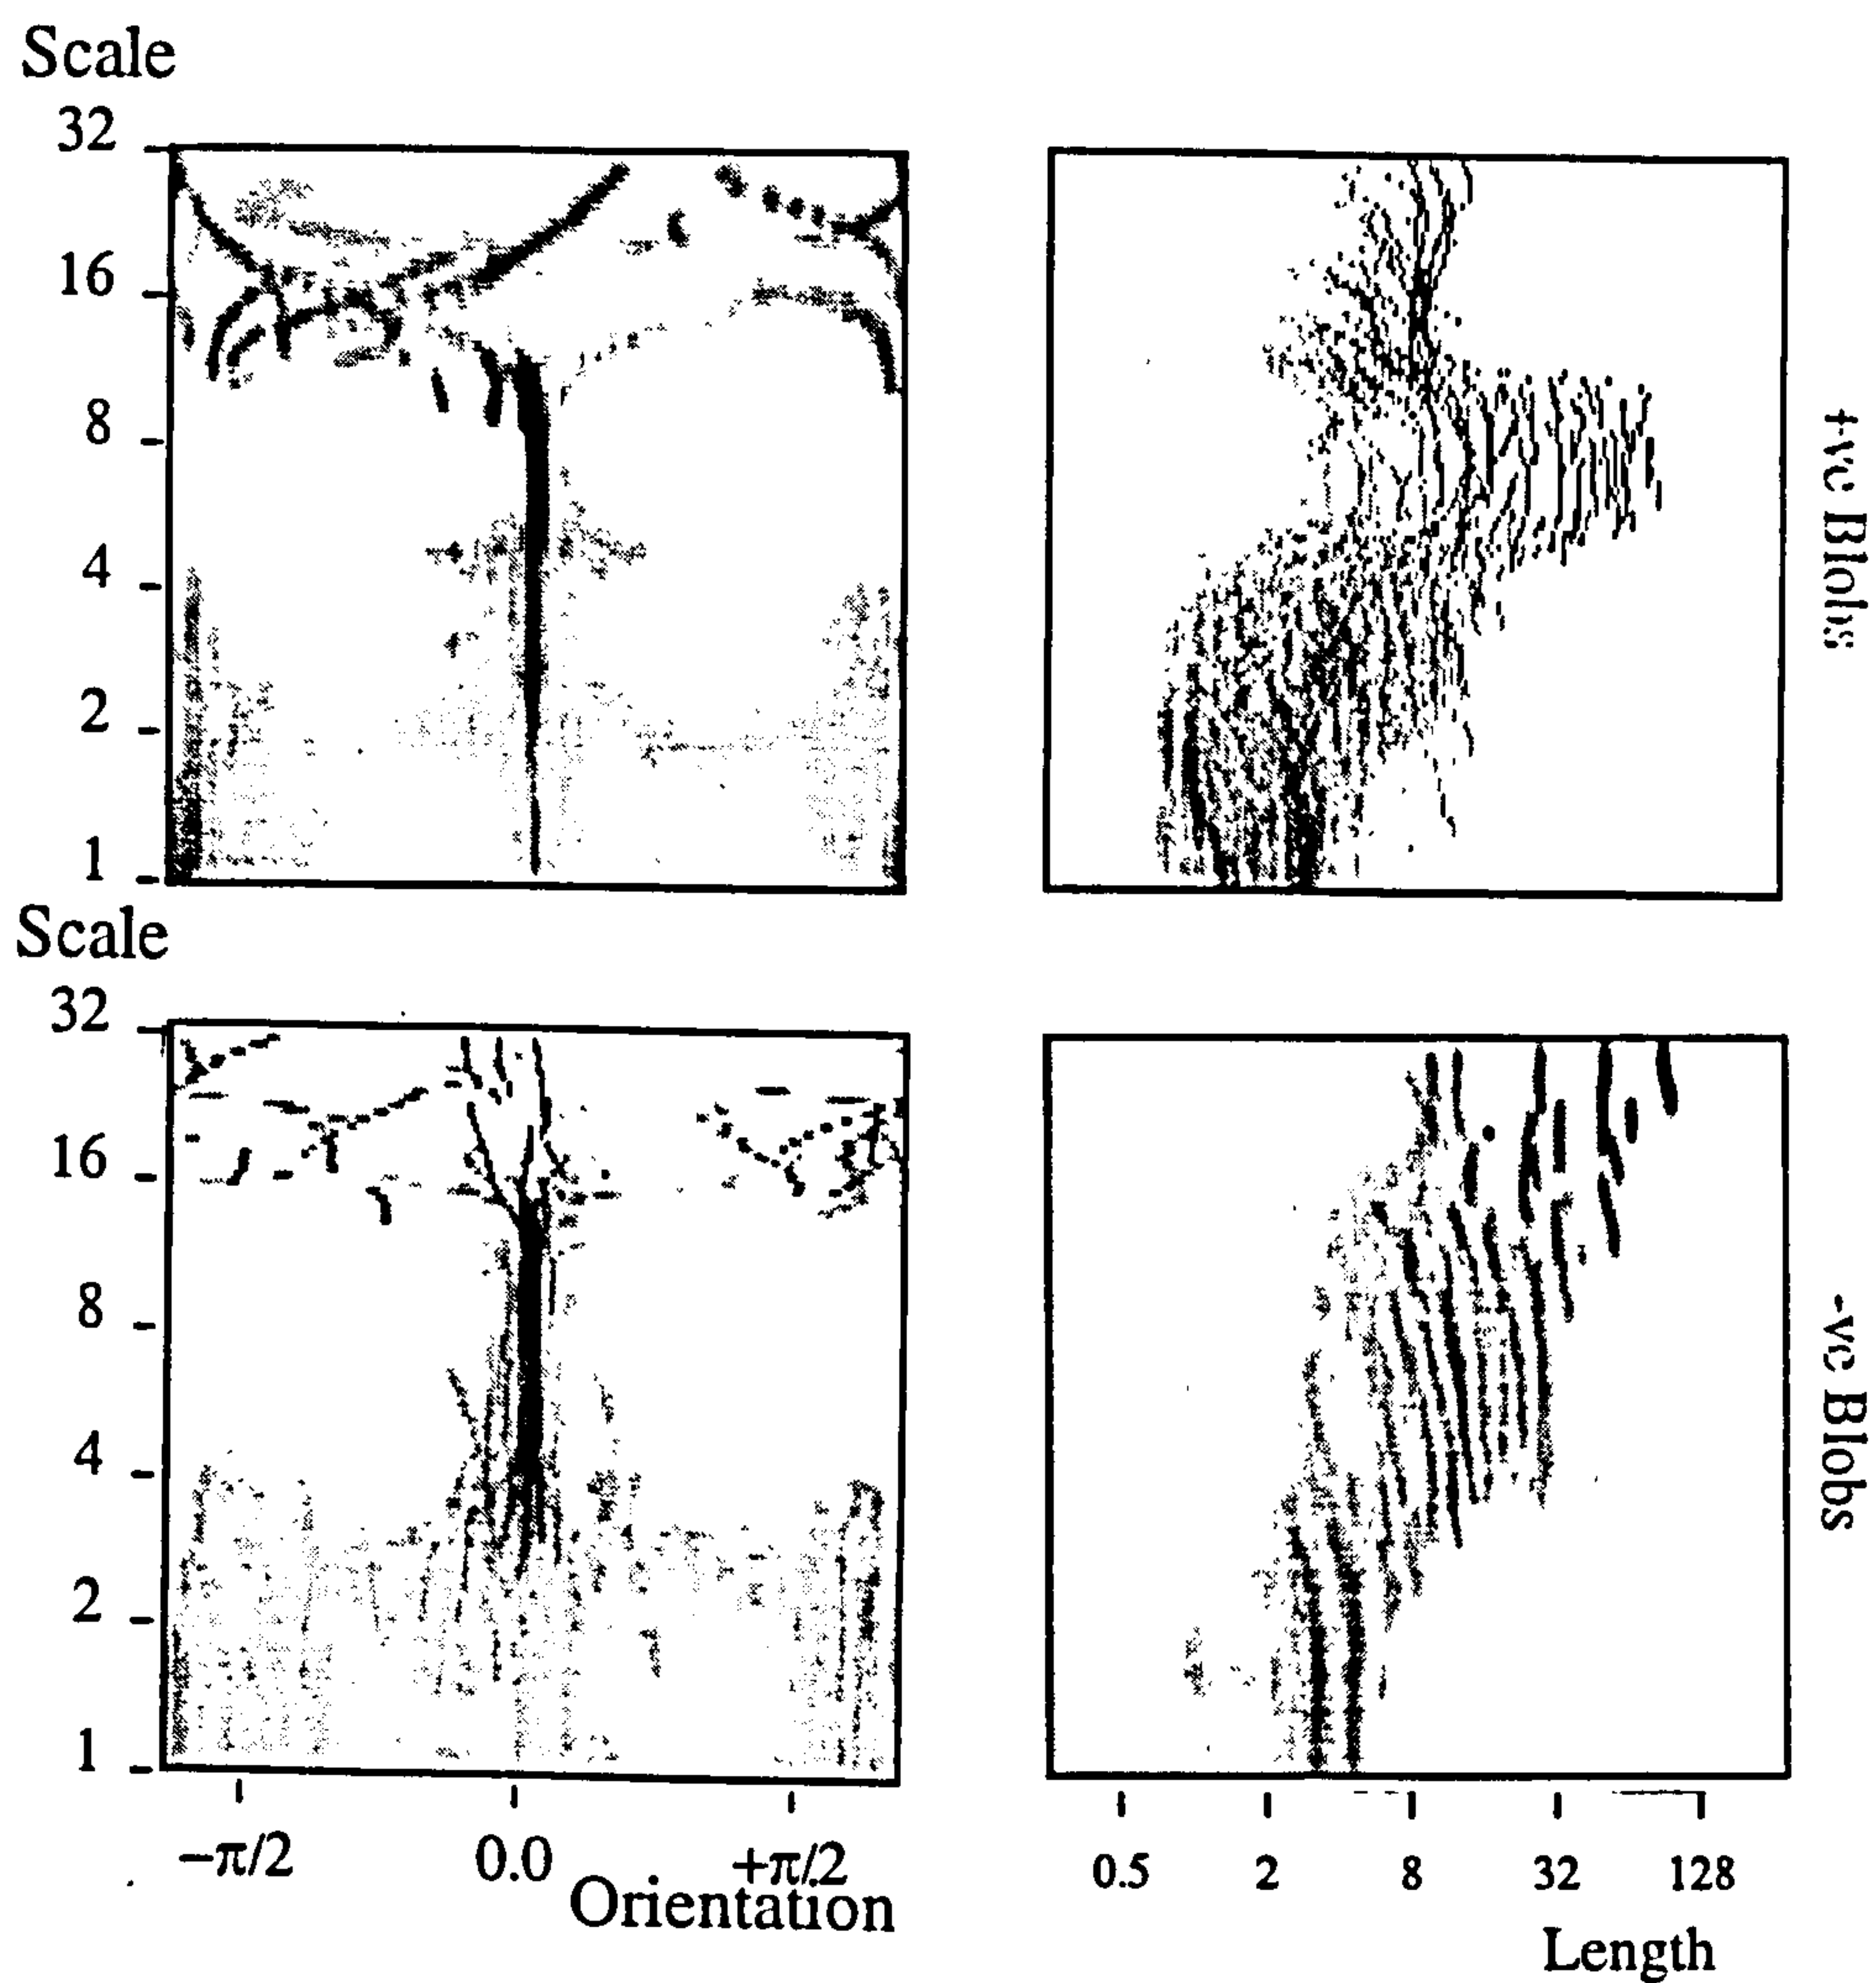 Scale
32
16
8
4
2
1
+ve Blobs
Scale
32
16
8
4
2
1
-ve Blobs
−π/2 0.0 +π/2
Orientation
0.5 2 8 32 128
Length